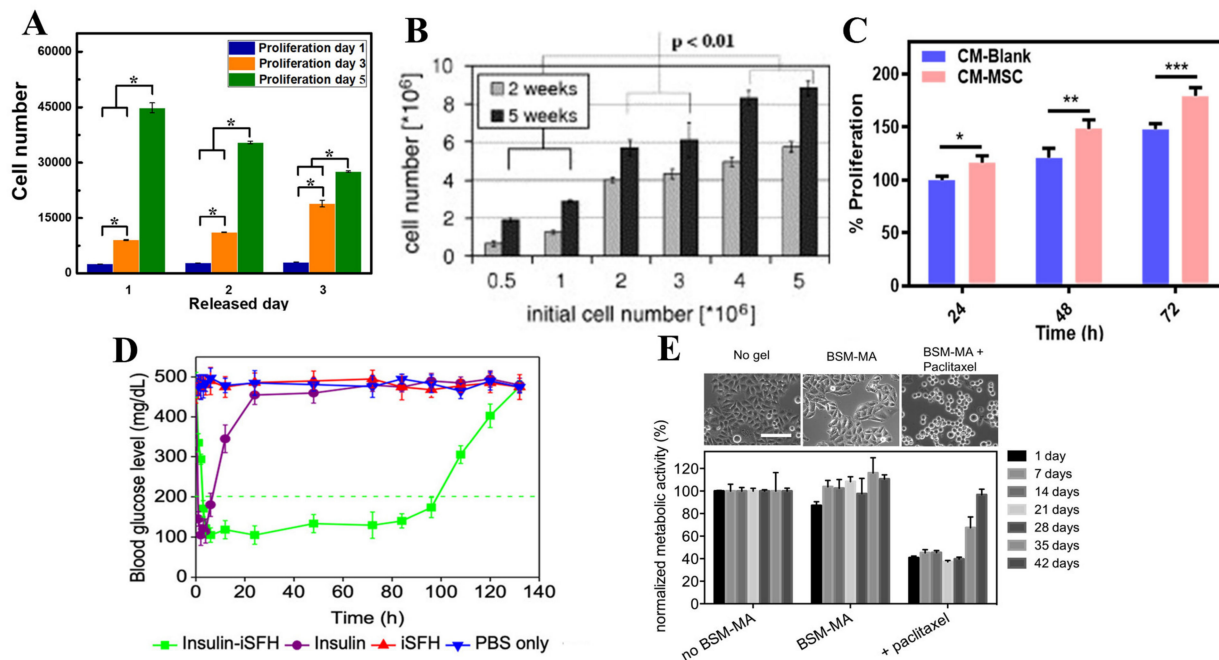 A
Cell number
60000
45000
30000
15000
0
Proliferation day 1
Proliferation day 3
Proliferation day 5
*
*
*
*
*
*
*
1
2
3
Released day
B
p < 0.01
cell number [*10⁶]
10
8
6
4
2
0
2 weeks
5 weeks
0.5
1
2
3
4
5
initial cell number [*10⁶]
C
CM-Blank
CM-MSC
% Proliferation
200
150
100
50
0
*
**
***
24
48
72
Time (h)
D
Blood glucose level (mg/dL)
500
400
300
200
100
0
0
20
40
60
80
100
120
140
Time (h)
Insulin-iSFH
Insulin
iSFH
PBS only
E
No gel
BSM-MA
BSM-MA +
Paclitaxel
normalized metabolic activity (%)
120
100
80
60
40
20
0
no BSM-MA
BSM-MA
+ paclitaxel
1 day
7 days
14 days
21 days
28 days
35 days
42 days